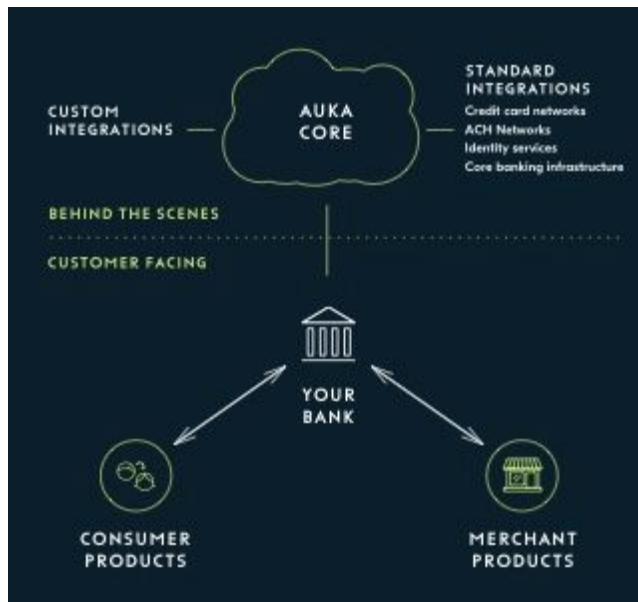 CUSTOM
INTEGRATIONS
AUKA
CORE
STANDARD
INTEGRATIONS
Credit card networks
ACH Networks
Identity services
Core banking infrastructure
BEHIND THE SCENES
CUSTOMER FACING
YOUR
BANK
CONSUMER
PRODUCTS
MERCHANT
PRODUCTS